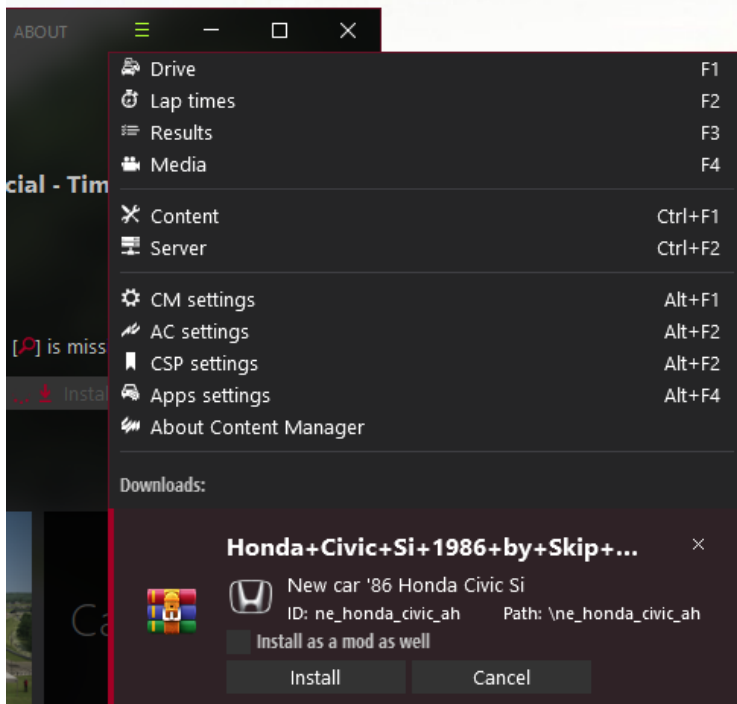 ABOUT
Drive F1
Lap times F2
Results F3
Media F4
cial - Tim
Content Ctrl+F1
Server Ctrl+F2
CM settings Alt+F1
AC settings Alt+F2
[ ] is miss
CSP settings Alt+F2
Instal
Apps settings Alt+F4
About Content Manager
Downloads:
Honda+Civic+Si+1986+by+Skip+...
New car '86 Honda Civic Si
ID: ne_honda_civic_ah Path: \ne_honda_civic_ah
Ca
Install as a mod as well
Install Cancel